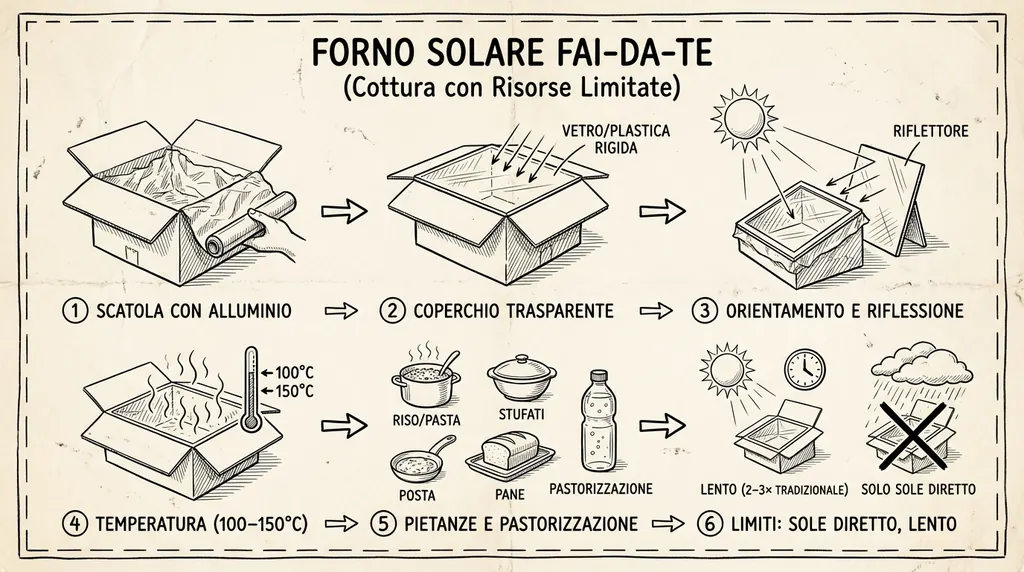 FORNO SOLARE FAI-DA-TE
(Cottura con Risorse Limitate)
VETRO/PLASTICA
RIGIDA
RIFLETTORE
1 SCATOLA CON ALLUMINIO
2 COPERCHIO TRASPARENTE
3 ORIENTAMENTO E RIFLESSIONE
100°C
150°C
RISO/PASTA
STUFATI
POSTA
PANE
PASTORIZZAZIONE
LENTO (2-3× TRADIZIONALE)
SOLO SOLE DIRETTO
4 TEMPERATURA (100-150°C)
5 PIETANZE E PASTORIZZAZIONE
6 LIMITI: SOLE DIRETTO, LENTO